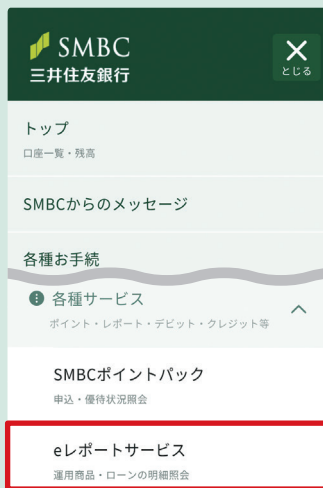 SMBC
三井住友銀行
とじる
トップ
口座一覧・残高
SMBCからのメッセージ
各種お手続
各種サービス
ポイント・レポート・デビット・クレジット等
SMBCポイントパック
申込・優待状況照会
eレポートサービス
運用商品・ローンの明細照会